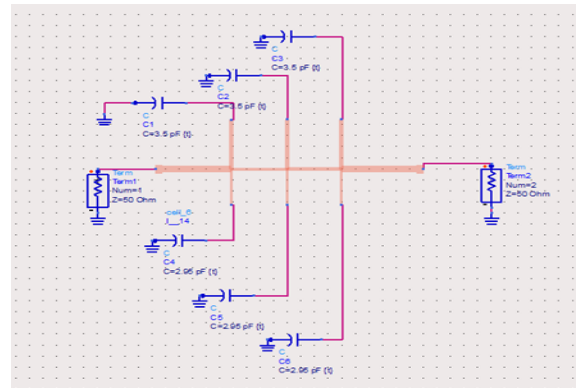 C
C3
C=3.5 pF {t}
C
C2
C=3.5 pF {t}
C
C1
C=3.5 pF {t}
Term
Term1
Num=1
Z=50 Ohm
Term
Term2
Num=2
Z=50 Ohm
C4
C=2.95 pF {t}
C
C5
C=2.95 pF {t}
C
C6
C=2.95 pF {t}